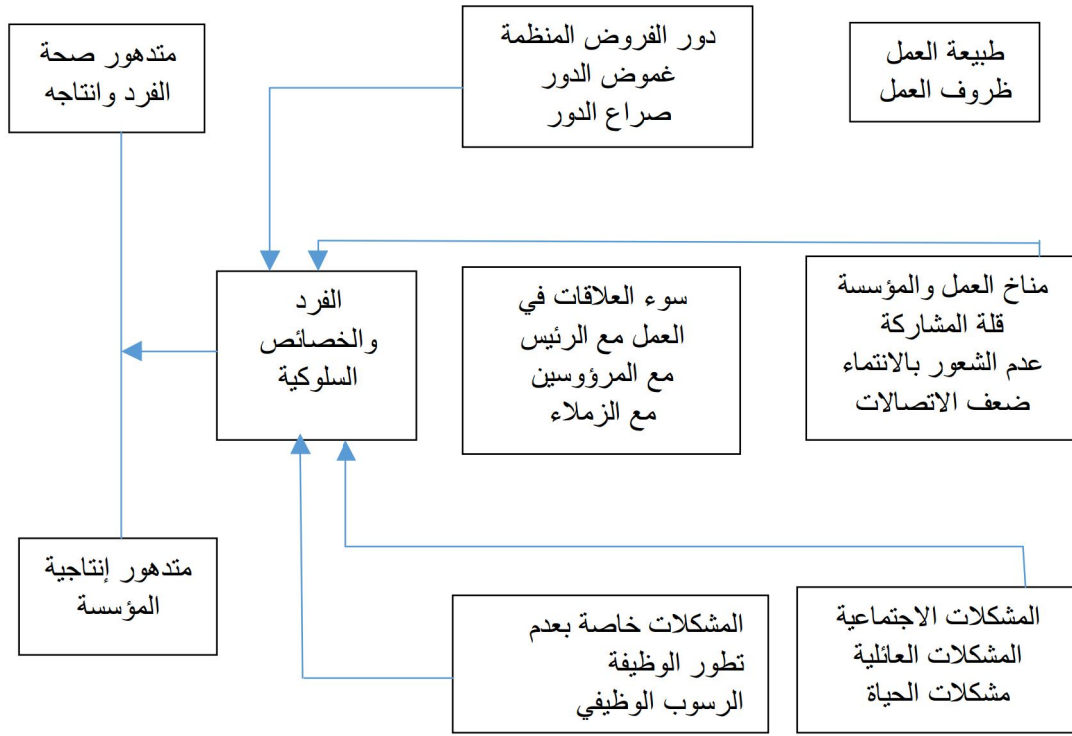 طبيعة العمل
ظروف العمل
دور الفروض المنظمة
غموض الدور
صراع الدور
متدهور صحة
الفرد وانتاجه
مناخ العمل والمؤسسة
قلة المشاركة
عدم الشعور بالانتماء
ضعف الاتصالات
سوء العلاقات في
العمل مع الرئيس
مع المرؤوسين
مع الزملاء
الفرد
والخصائص
السلوكية
المشكلات الاجتماعية
المشكلات العائلية
مشكلات الحياة
المشكلات خاصة بعدم
تطور الوظيفة
الرسوب الوظيفي
متدهور إنتاجية
المؤسسة